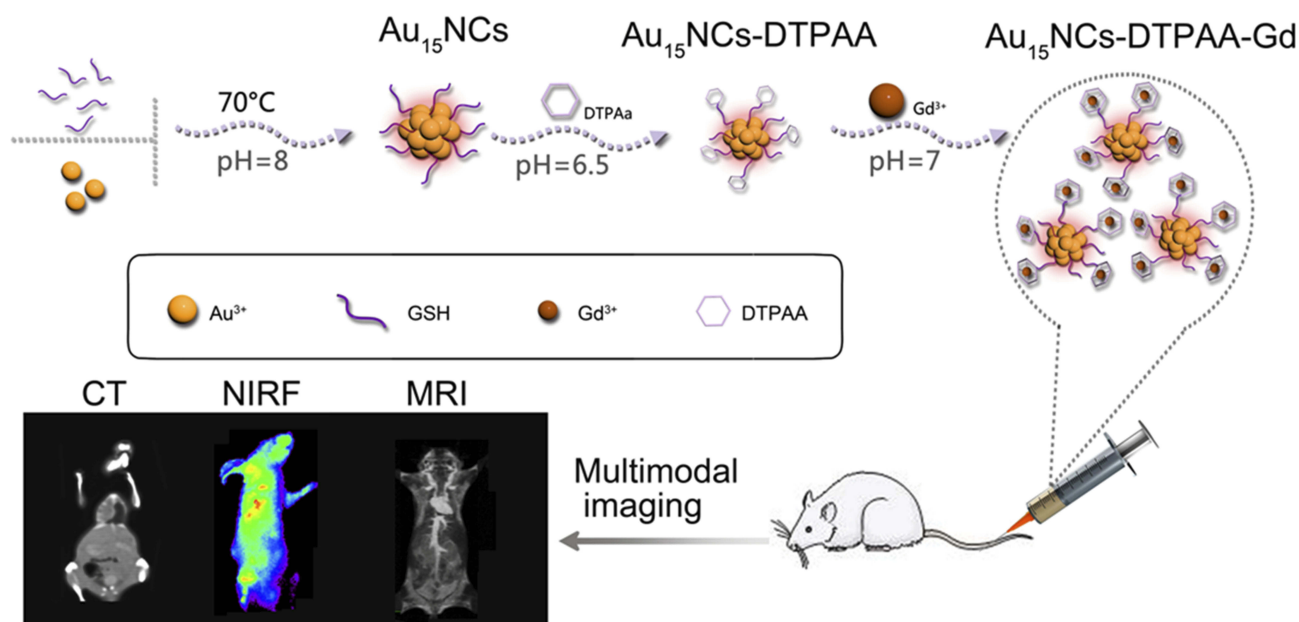 Au₁₅NCs
Au₁₅NCs-DTPAA
Au₁₅NCs-DTPAA-Gd
70°C
pH=8
DTPAa
pH=6.5
Gd³⁺
pH=7
Au³⁺
GSH
Gd³⁺
DTPAA
CT
NIRF
MRI
Multimodal
imaging